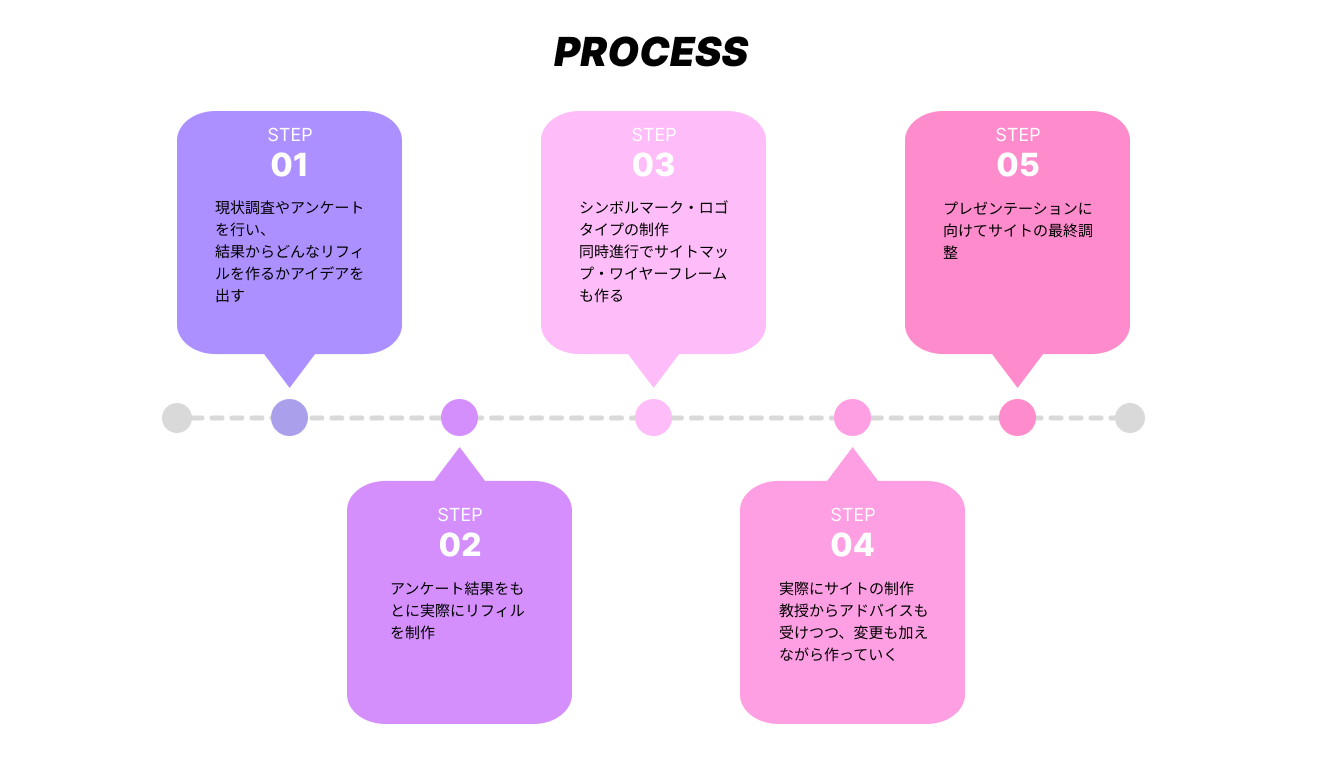 PROCESS
STEP
01
現状調査やアンケート
を行い、
結果からどんなリフィ
ルを作るかアイデアを
出す
STEP
02
アンケート結果をも
とに実際にリフィル
を制作
STEP
03
シンボルマーク・ロゴ
タイプの制作
同時進行でサイトマッ
プ・ワイヤーフレーム
も作る
STEP
04
実際にサイトの制作
教授からアドバイスも
受けつつ、変更も加え
ながら作っていく
STEP
05
プレゼンテーションに
向けてサイトの最終調
整